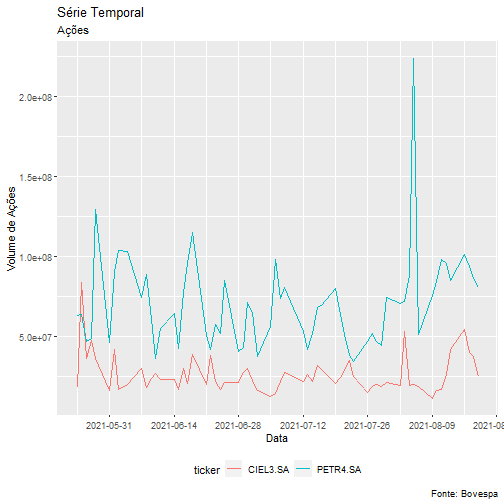 Série Temporal
Ações
Volume de Ações
2.0e+08
1.5e+08
1.0e+08
5.0e+07
2021-05-31 2021-06-14 2021-06-28 2021-07-12 2021-07-26 2021-08-09 2021-08
Data
ticker CIEL3.SA PETR4.SA
Fonte: Bovespa